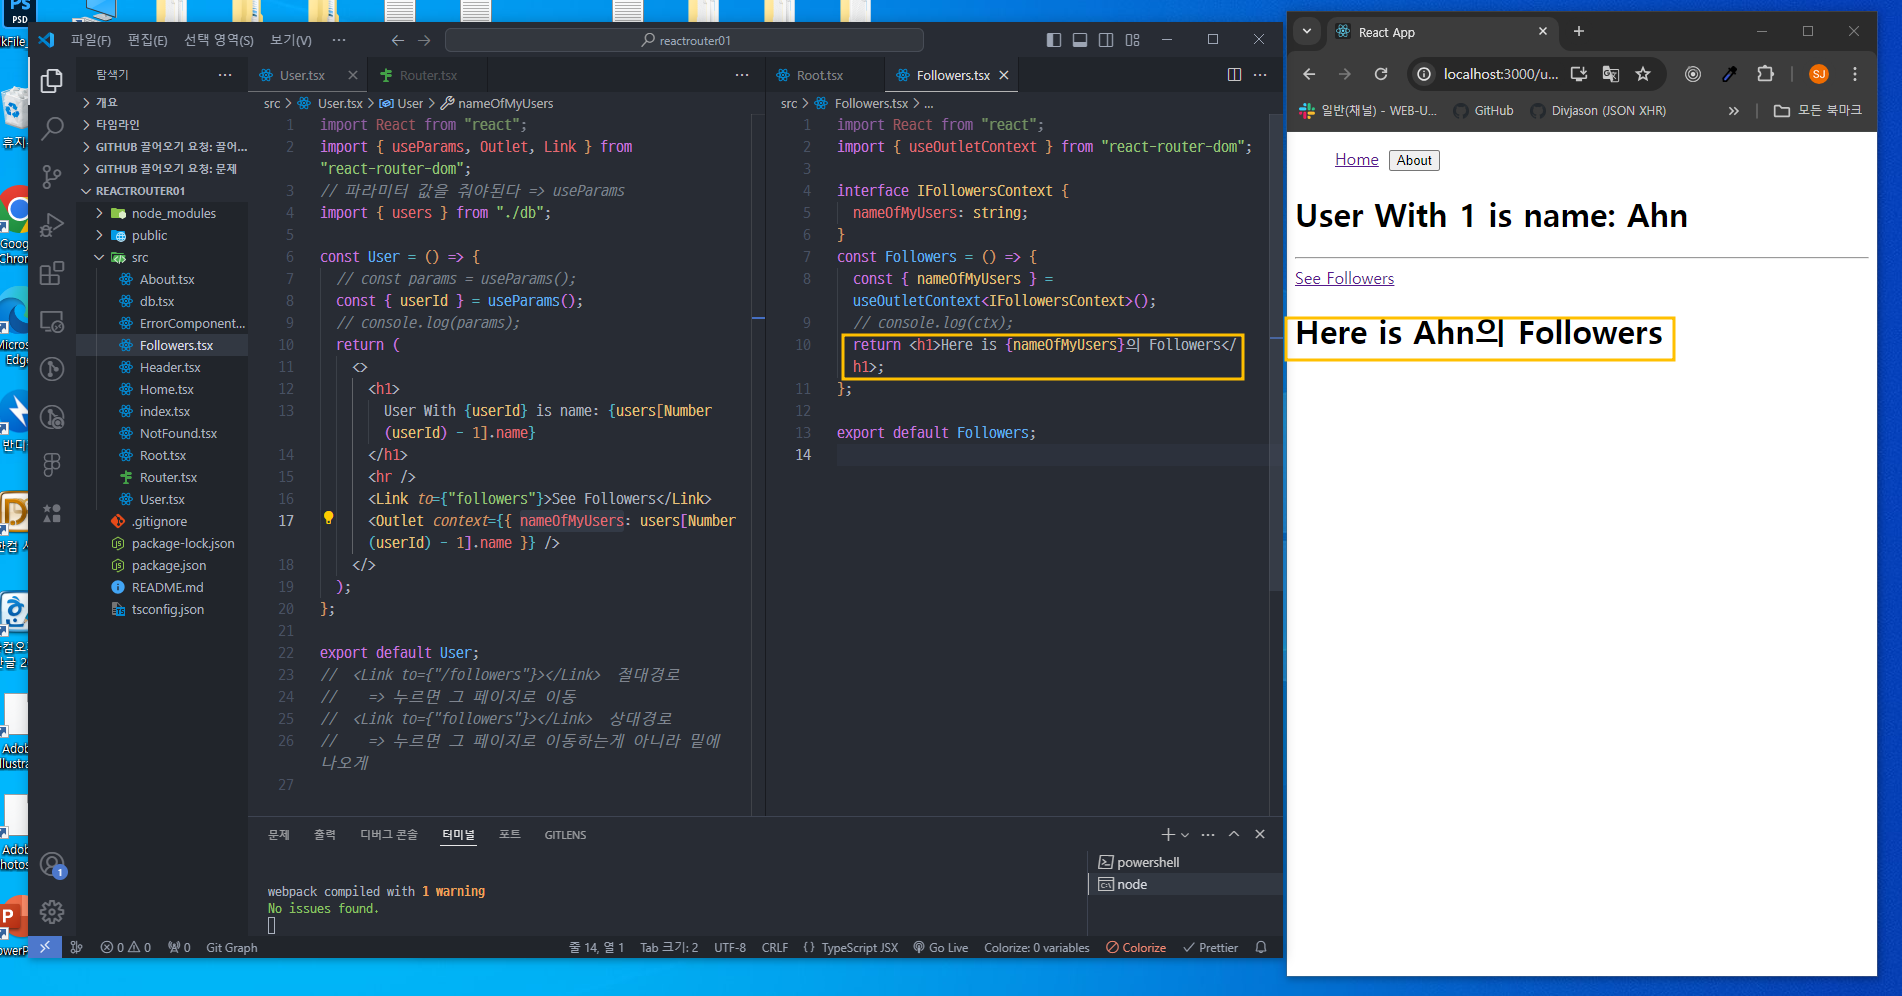 PSD
kFile_
휴지
Goog
Chron
Micros
Edge
Adob
Adob
파일(F) 편집(E) 선택 영역(S) 보기(V) ···
reactrouter01
탐색기 ···
개요
타임라인
GITHUB 끌어오기 요청: 끌어...
GITHUB 끌어오기 요청: 문제
REACTROUTER01
node_modules
public
src
About.tsx
db.tsx
ErrorComponent...
Followers.tsx
Header.tsx
Home.tsx
index.tsx
NotFound.tsx
Root.tsx
Router.tsx
User.tsx
.gitignore
package-lock.json
package.json
README.md
tsconfig.json
User.tsx
Router.tsx
src > User.tsx > User > nameOfMyUsers
1 import React from "react";
2 import { useParams, Outlet, Link } from
"react-router-dom";
3 // 파라미터 값을 줘야된다 => useParams
4 import { users } from "./db";
5
6 const User = () => {
7 // const params = useParams();
8 const { userId } = useParams();
9 // console.log(params);
10 return (
11 <>
12 <h1>
13 User With {userId} is name: {users[Number
(userId) - 1].name}
14 </h1>
15 <hr />
16 <Link to={"followers"}>See Followers</Link>
17 <Outlet context={{ nameOfMyUsers: users[Number
(userId) - 1].name }} />
18 </>
19 );
20 };
21
22 export default User;
23 // <Link to={"/followers"}></Link> 절대경로
24 // => 누르면 그 페이지로 이동
25 // <Link to={"followers"}></Link> 상대경로
26 // => 누르면 그 페이지로 이동하는게 아니라 밑에
나오게
27
Root.tsx
Followers.tsx
src > Followers.tsx > ...
1 import React from "react";
2 import { useOutletContext } from "react-router-dom";
3
4 interface IFollowersContext {
5 nameOfMyUsers: string;
6 }
7 const Followers = () => {
8 const { nameOfMyUsers } =
useOutletContext<IFollowersContext>();
9 // console.log(ctx);
10 return <h1>Here is {nameOfMyUsers}의 Followers</
h1>;
11 };
12
13 export default Followers;
14
문제 출력 디버그 콘솔 터미널 포트 GITLENS
webpack compiled with 1 warning
No issues found.
powershell
node
1
0 0 0 Git Graph
줄 14, 열 1 Tab 크기: 2 UTF-8 CRLF {} TypeScript JSX Go Live Colorize: 0 variables Colorize Prettier
React App
localhost:3000/u...
SJ
일반(채널) - WEB-U... GitHub Divjason (JSON XHR) » 모든 북마크
Home About
User With 1 is name: Ahn
See Followers
Here is Ahn의 Followers